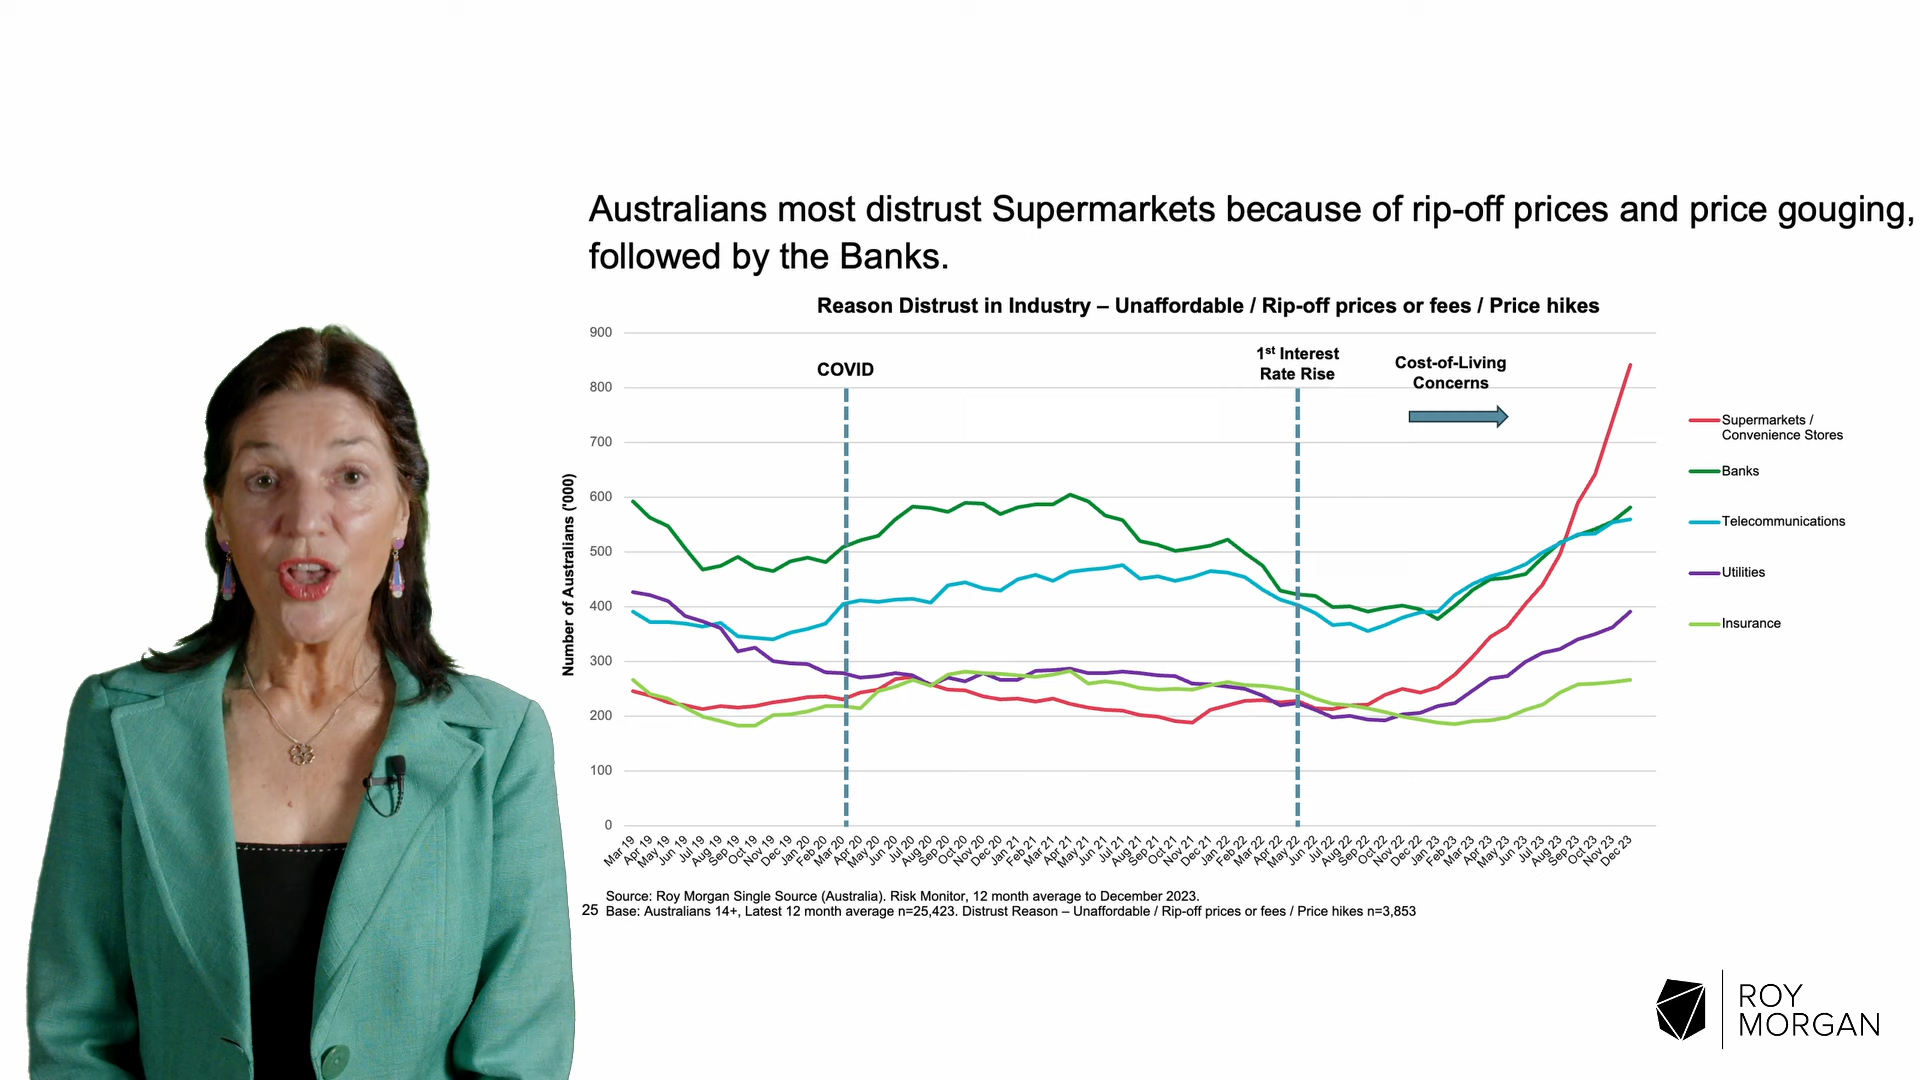 Australians most distrust Supermarkets because of rip-off prices and price gouging,
followed by the Banks.
Reason Distrust in Industry – Unaffordable / Rip-off prices or fees / Price hikes
Number of Australians ('000)
900
800
700
600
500
400
300
200
100
0
COVID
1st Interest
Rate Rise
Cost-of-Living
Concerns
Supermarkets /
Convenience Stores
Banks
Telecommunications
Utilities
Insurance
Mar 19
Apr 19
May 19
Jun 19
Jul 19
Aug 19
Sep 19
Oct 19
Nov 19
Dec 19
Jan 20
Feb 20
Mar 20
Apr 20
May 20
Jun 20
Jul 20
Aug 20
Sep 20
Oct 20
Nov 20
Dec 20
Jan 21
Feb 21
Mar 21
Apr 21
May 21
Jun 21
Jul 21
Aug 21
Sep 21
Oct 21
Nov 21
Dec 21
Jan 22
Feb 22
Mar 22
Apr 22
May 22
Jun 22
Jul 22
Aug 22
Sep 22
Oct 22
Nov 22
Dec 22
Jan 23
Feb 23
Mar 23
Apr 23
May 23
Jun 23
Jul 23
Aug 23
Sep 23
Oct 23
Nov 23
Dec 23
Source: Roy Morgan Single Source (Australia). Risk Monitor, 12 month average to December 2023.
25 Base: Australians 14+, Latest 12 month average n=25,423. Distrust Reason – Unaffordable / Rip-off prices or fees / Price hikes n=3,853
ROY
MORGAN